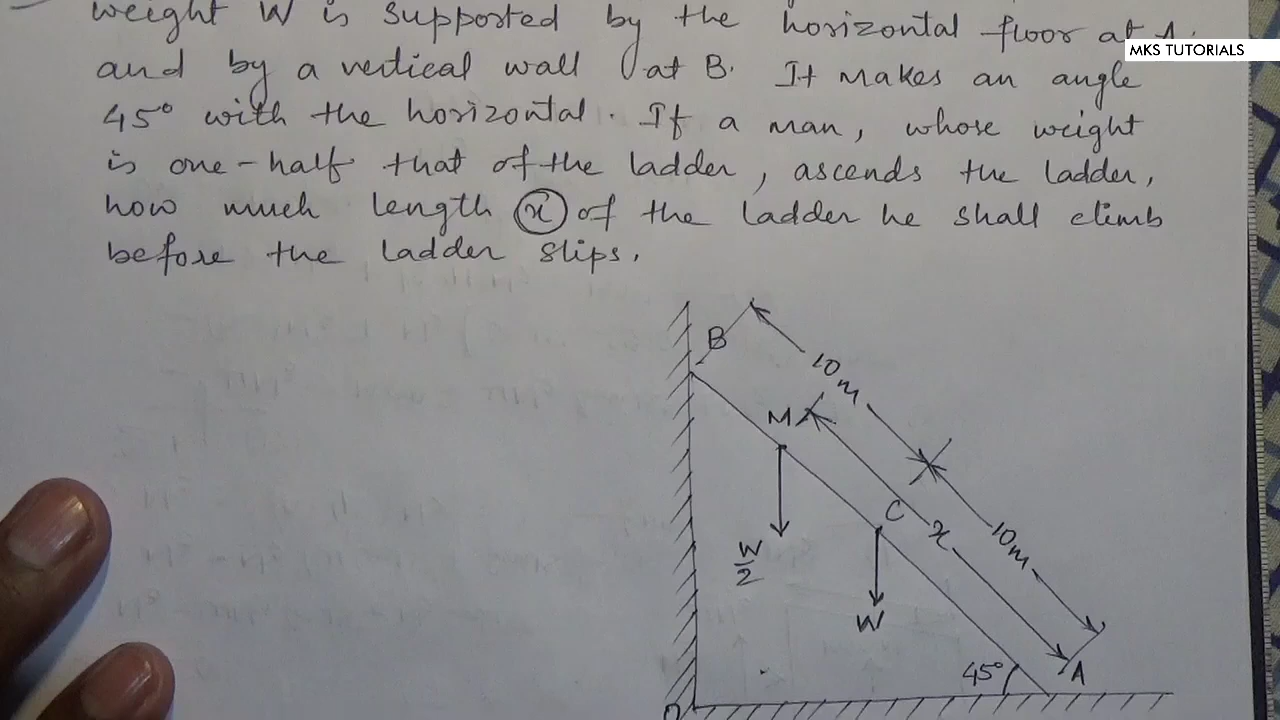 weight W is supported by the horizontal floor at A.
MKS TUTORIALS
and by a vertical wall at B. It makes an angle
45° with the horizontal. If a man, whose weight
is one-half that of the ladder, ascends the ladder,
how much length x of the ladder he shall climb
before the ladder slips.
B
10m
M
C
x
10m
W/2
W
45°
A